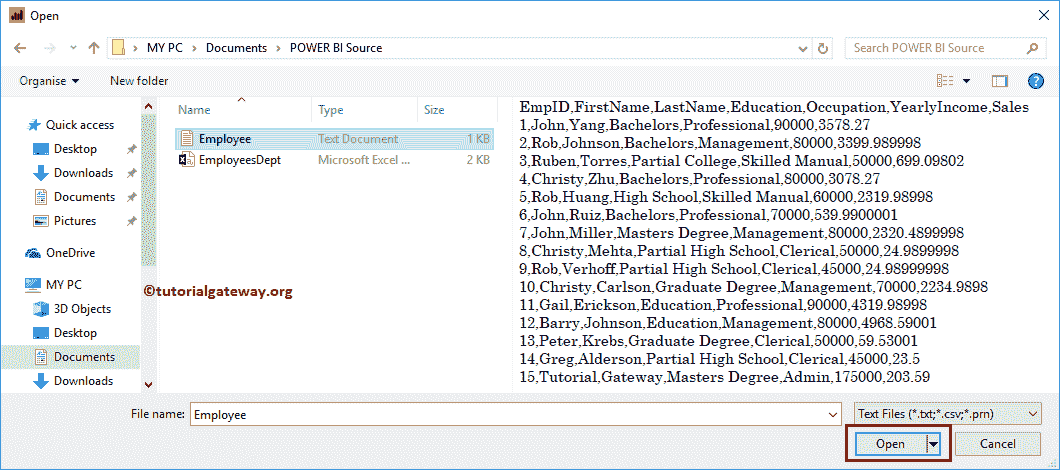 Open
MY PC > Documents > POWER BI Source
Search POWER BI Source
Organise
New folder
Name
Type
Size
Quick access
Desktop
Downloads
Documents
Pictures
OneDrive
MY PC
3D Objects
Desktop
Documents
Downloads
Employee Text Document 1 KB
EmployeesDept Microsoft Excel ... 2 KB
©tutorialgateway.org
EmpID,FirstName,LastName,Education,Occupation,YearlyIncome,Sales
1,John,Yang,Bachelors,Professional,90000,3578.27
2,Rob,Johnson,Bachelors,Management,80000,3399.989998
3,Ruben,Torres,Partial College,Skilled Manual,50000,699.09802
4,Christy,Zhu,Bachelors,Professional,80000,3078.27
5,Rob,Huang,High School,Skilled Manual,60000,2319.98998
6,John,Ruiz,Bachelors,Professional,70000,539.9900001
7,John,Miller,Masters Degree,Management,80000,2320.4899998
8,Christy,Mehta,Partial High School,Clerical,50000,24.9899998
9,Rob,Verhoff,Partial High School,Clerical,45000,24.98999998
10,Christy,Carlson,Graduate Degree,Management,70000,2234.9898
11,Gail,Erickson,Education,Professional,90000,4319.98998
12,Barry,Johnson,Education,Management,80000,4968.59001
13,Peter,Krebs,Graduate Degree,Clerical,50000,59.53001
14,Greg,Alderson,Partial High School,Clerical,45000,23.5
15,Tutorial,Gateway,Masters Degree,Admin,175000,203.59
File name: Employee
Text Files (*.txt;*.csv;*.prn)
Open
Cancel